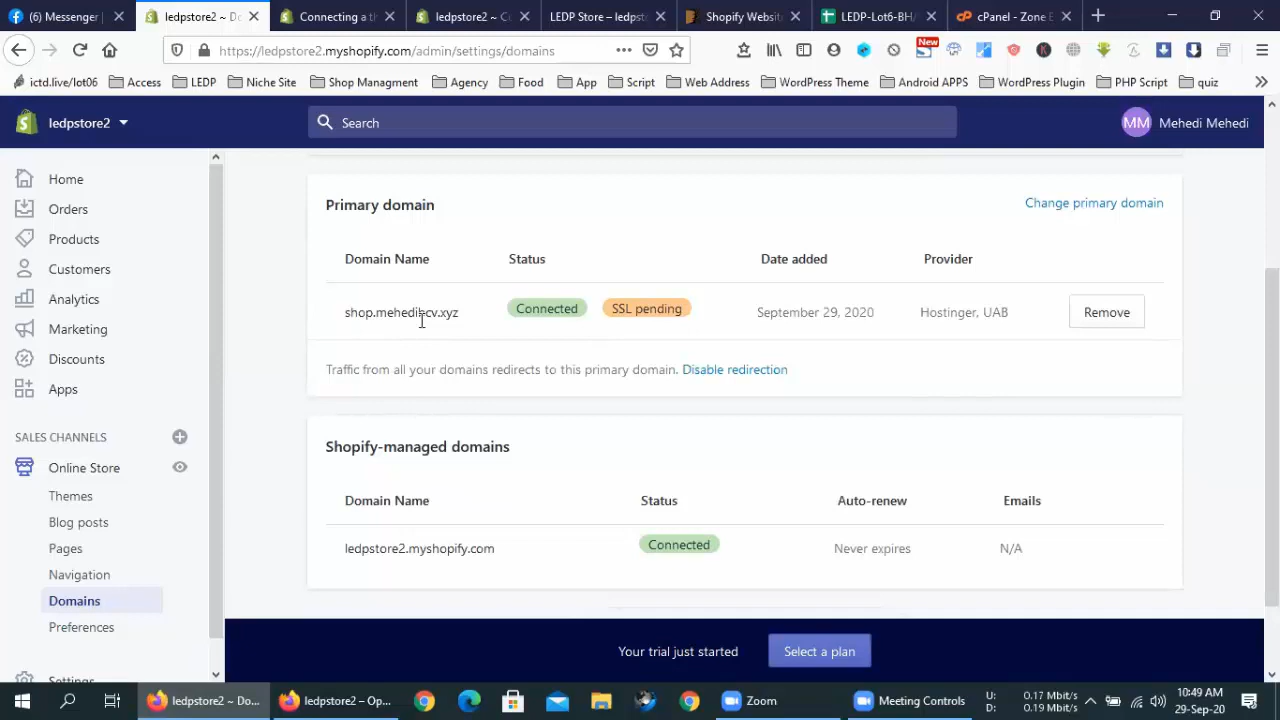 Messenger |
ledpstore2 ~ Do
Connecting a th
ledpstore2 ~ Co
LEDP Store – ledpst
Shopify Websit
LEDP-Lot6-BH
cPanel - Zone E
https://ledpstore2.myshopify.com/admin/settings/domains
New
ictd.live/lot06
Access
LEDP
Niche Site
Shop Managment
Agency
Food
App
Script
Web Address
WordPress Theme
Android APPS
WordPress Plugin
PHP Script
quiz
ledpstore2
Search
MM
Mehedi Mehedi
Home
Orders
Products
Customers
Analytics
Marketing
Discounts
Apps
SALES CHANNELS
Online Store
Themes
Blog posts
Pages
Navigation
Domains
Preferences
Settings
Primary domain
Change primary domain
Domain Name
Status
Date added
Provider
Connected
SSL pending
September 29, 2020
Hostinger, UAB
Remove
Traffic from all your domains redirects to this primary domain. Disable redirection
Shopify-managed domains
Domain Name
Status
Auto-renew
Emails
ledpstore2.myshopify.com
Connected
Never expires
N/A
Your trial just started
Select a plan
ledpstore2 ~ Do...
ledpstore2 – Op...
Zoom
Meeting Controls
U:
D:
0.17 Mbit/s
0.19 Mbit/s
10:49 AM
29-Sep-20